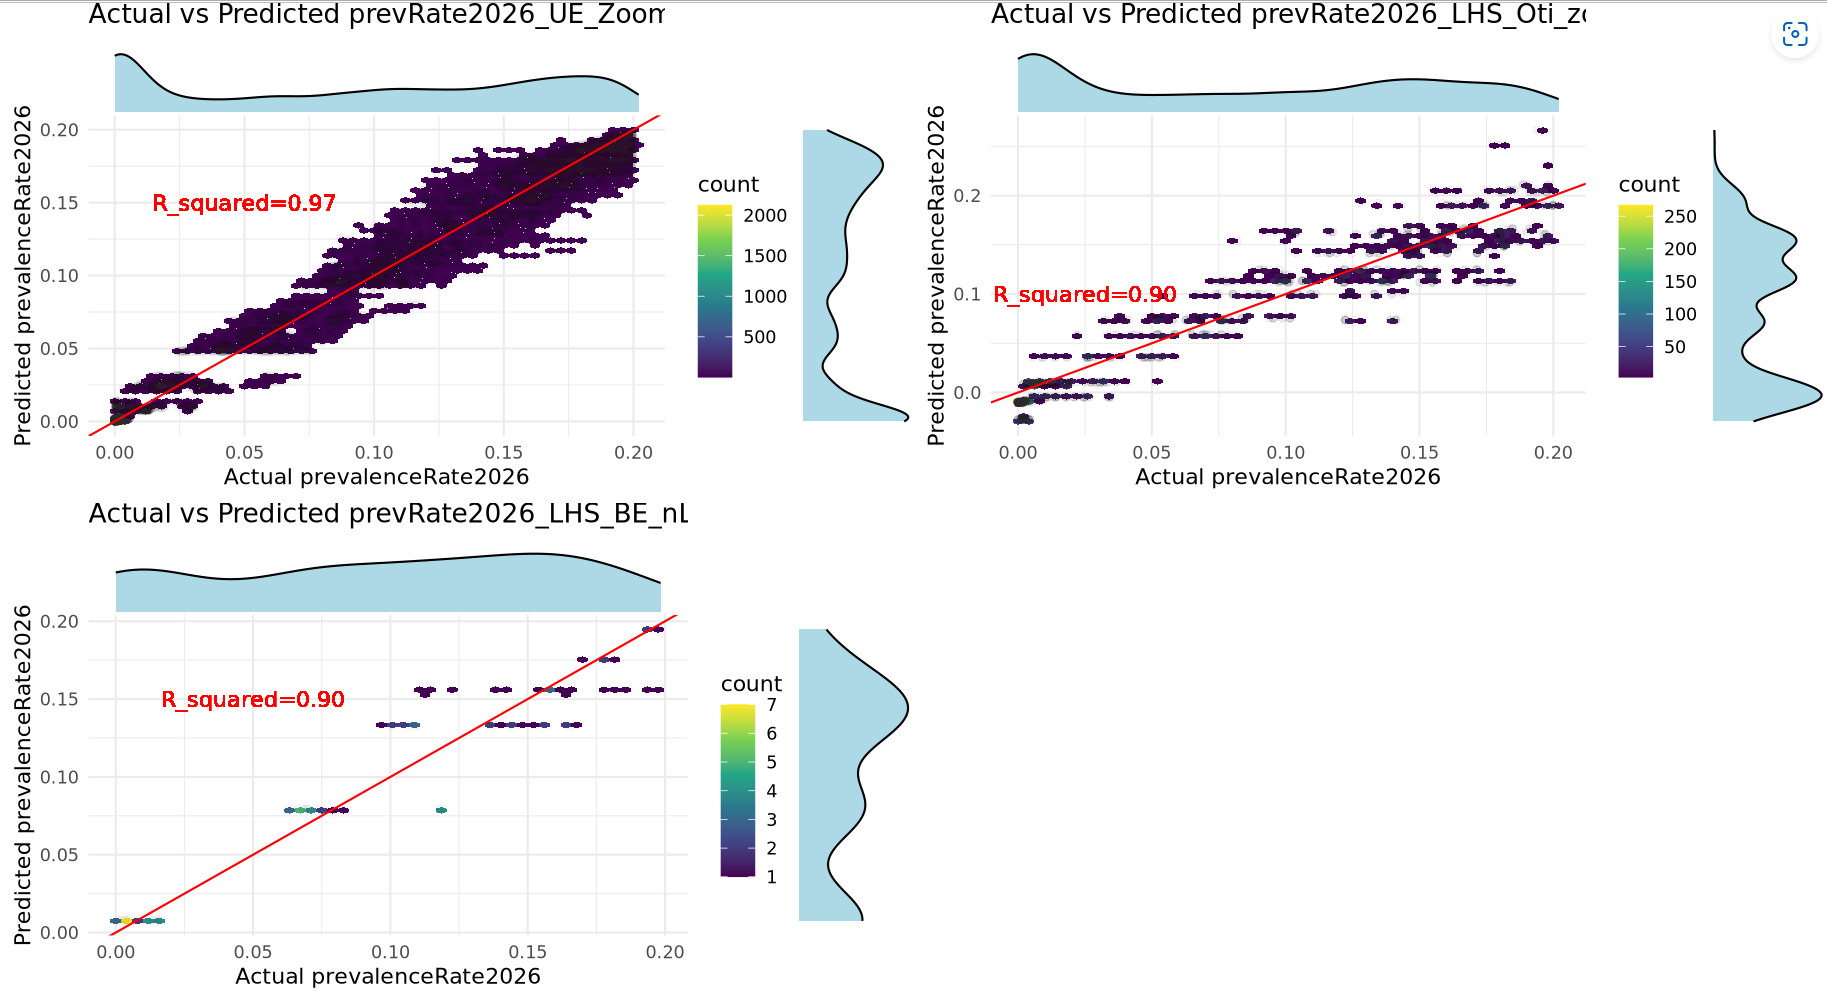 Actual vs Predicted prevRate2026_UE_Zoom
Predicted prevalenceRate2026
0.20
0.15
0.10
0.05
0.00
R_squared=0.97
0.00 0.05 0.10 0.15 0.20
Actual prevalenceRate2026
count
2000
1500
1000
500
Actual vs Predicted prevRate2026_LHS_Oti_zo
Predicted prevalenceRate2026
0.2
0.1
0.0
R_squared=0.90
0.00 0.05 0.10 0.15 0.20
Actual prevalenceRate2026
count
250
200
150
100
50
Actual vs Predicted prevRate2026_LHS_BE_nL
Predicted prevalenceRate2026
0.20
0.15
0.10
0.05
0.00
R_squared=0.90
0.00 0.05 0.10 0.15 0.20
Actual prevalenceRate2026
count
7
6
5
4
3
2
1